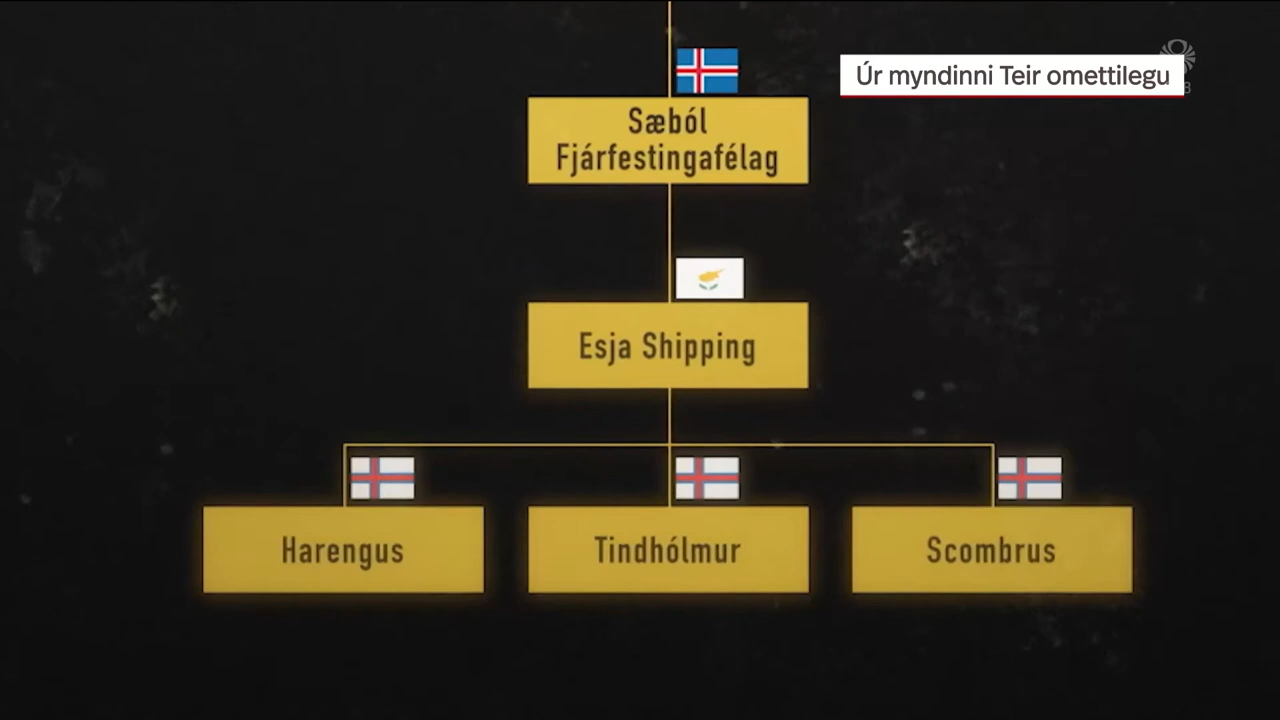 Úr myndinni Teir omettilegu
Sæból
Fjárfestingafélag
Esja Shipping
Harengus
Tindhólmur
Scombrus